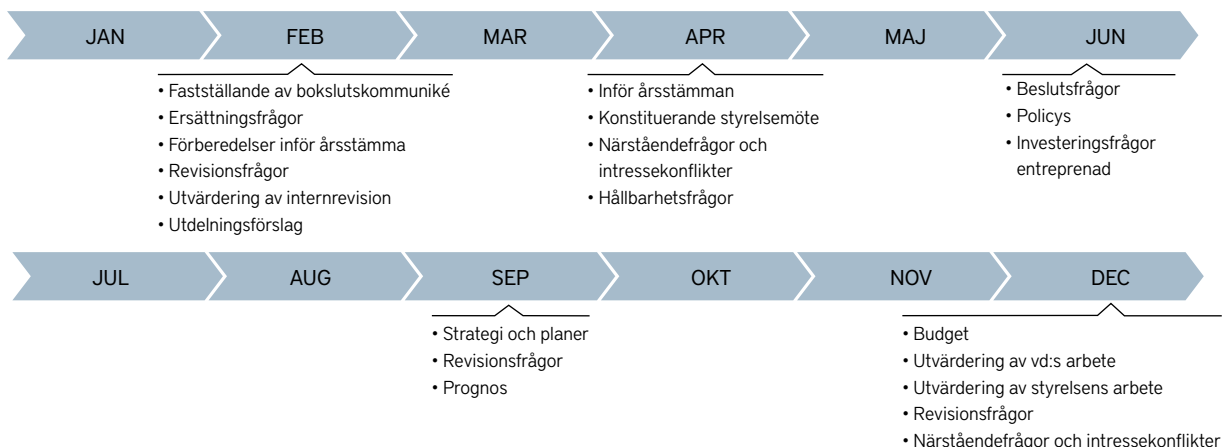 JAN FEB MAR APR MAJ JUN
• Fastställande av bokslutskommuniké
• Ersättningsfrågor
• Förberedelser inför årsstämma
• Revisionsfrågor
• Utvärdering av internrevision
• Utdelningsförslag
• Inför årsstämman
• Konstituerande styrelsemöte
• Närståendefrågor och
intressekonflikter
• Hållbarhetsfrågor
• Beslutsfrågor
• Policys
• Investeringsfrågor
entreprenad
JUL AUG SEP OKT NOV DEC
• Strategi och planer
• Revisionsfrågor
• Prognos
• Budget
• Utvärdering av vd:s arbete
• Utvärdering av styrelsens arbete
• Revisionsfrågor
• Närståendefrågor och intressekonflikter